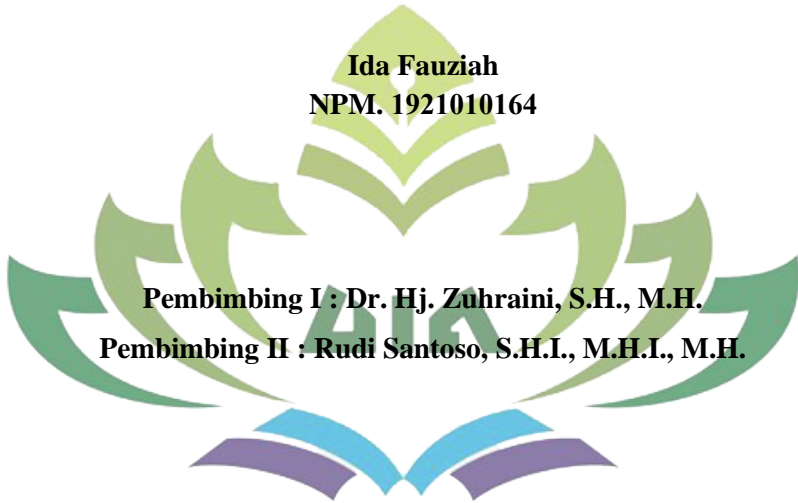 Ida Fauziah
NPM. 1921010164
Pembimbing I : Dr. Hj. Zuhraini, S.H., M.H.
Pembimbing II : Rudi Santoso, S.H.I., M.H.I., M.H.